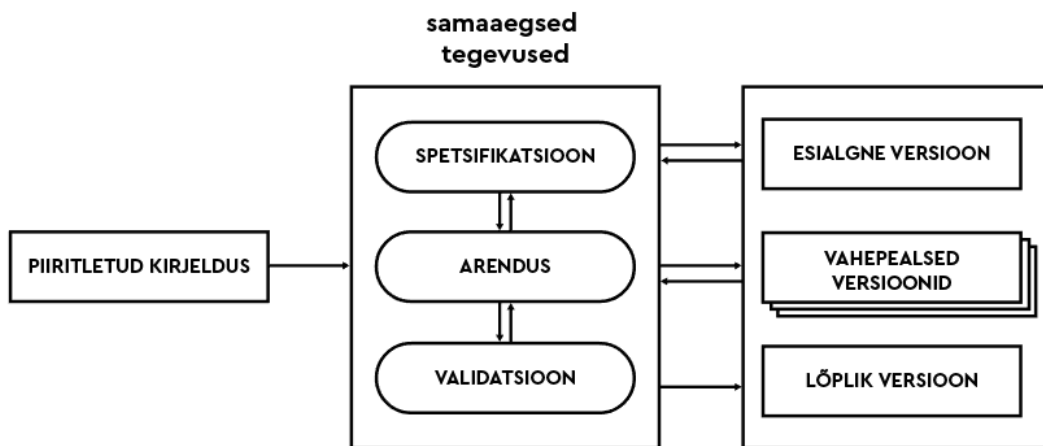 samaaegsed
tegevused
SPETSIFIKATSIOON
ESIALGNE VERSIOON
PIIRITLETUD KIRJELDUS
ARENDUS
VAHEPEALSED
VERSIOONID
VALIDATSIOON
LÕPLIK VERSIOON